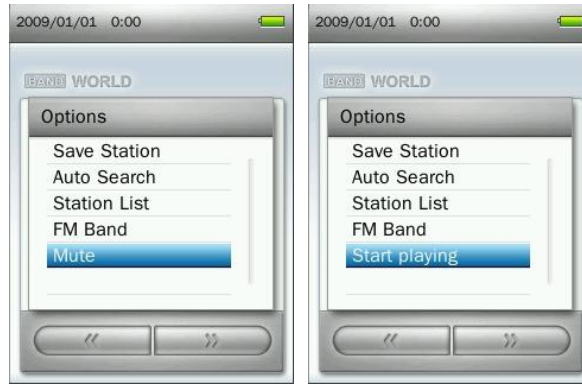 2009/01/01 0:00
BAND WORLD
Options
Save Station
Auto Search
Station List
FM Band
Mute
2009/01/01 0:00
BAND WORLD
Options
Save Station
Auto Search
Station List
FM Band
Start playing